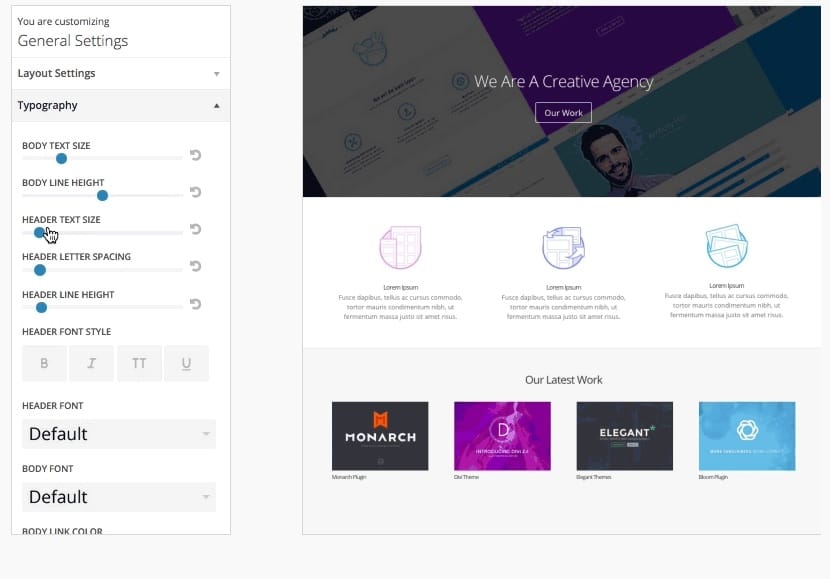 You are customizing
General Settings
Layout Settings
Typography
BODY TEXT SIZE
BODY LINE HEIGHT
HEADER TEXT SIZE
HEADER LETTER SPACING
HEADER LINE HEIGHT
HEADER FONT STYLE
B I TT U
HEADER FONT
Default
BODY FONT
Default
BODY LINK COLOR
We Are A Creative Agency
Our Work
Lorem Ipsum
Fusce dapibus, tellus ac cursus commodo,
tortor mauris condimentum nibh, ut
fermentum massa justo sit amet risus.
Lorem Ipsum
Fusce dapibus, tellus ac cursus commodo,
tortor mauris condimentum nibh, ut
fermentum massa justo sit amet risus.
Lorem Ipsum
Fusce dapibus, tellus ac cursus commodo,
tortor mauris condimentum nibh, ut
fermentum massa justo sit amet risus.
Our Latest Work
MONARCH
Monarch Plugin
D
INTRODUCING DIVI 2.4
Divi Theme
ELEGANT*
Elegant Themes
Bloom Plugin